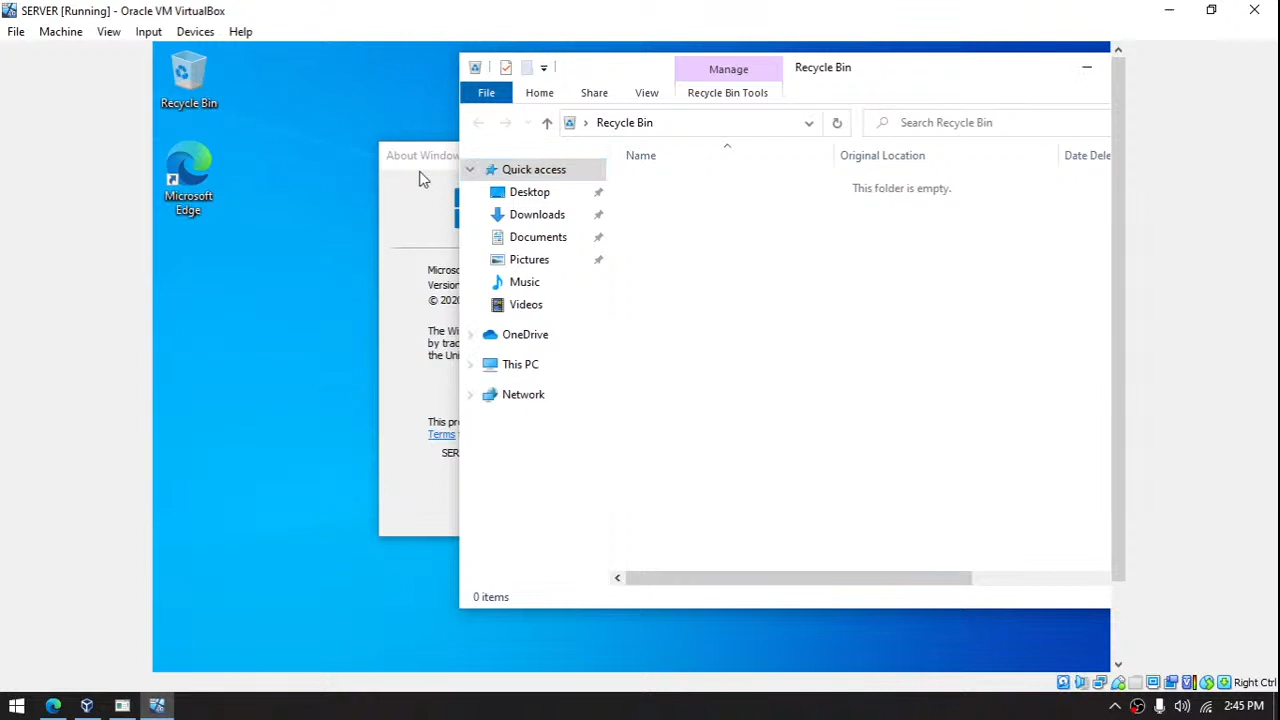 SERVER [Running] - Oracle VM VirtualBox
File Machine View Input Devices Help
Recycle Bin
Microsoft
Edge
About Window
Microso
Version
© 2020
The Wi
by trad
the Uni
This pro
Terms
SER
Manage Recycle Bin
File Home Share View Recycle Bin Tools
Recycle Bin Search Recycle Bin
Name Original Location Date Dele
This folder is empty.
Quick access
Desktop
Downloads
Documents
Pictures
Music
Videos
OneDrive
This PC
Network
0 items
Right Ctrl
2:45 PM